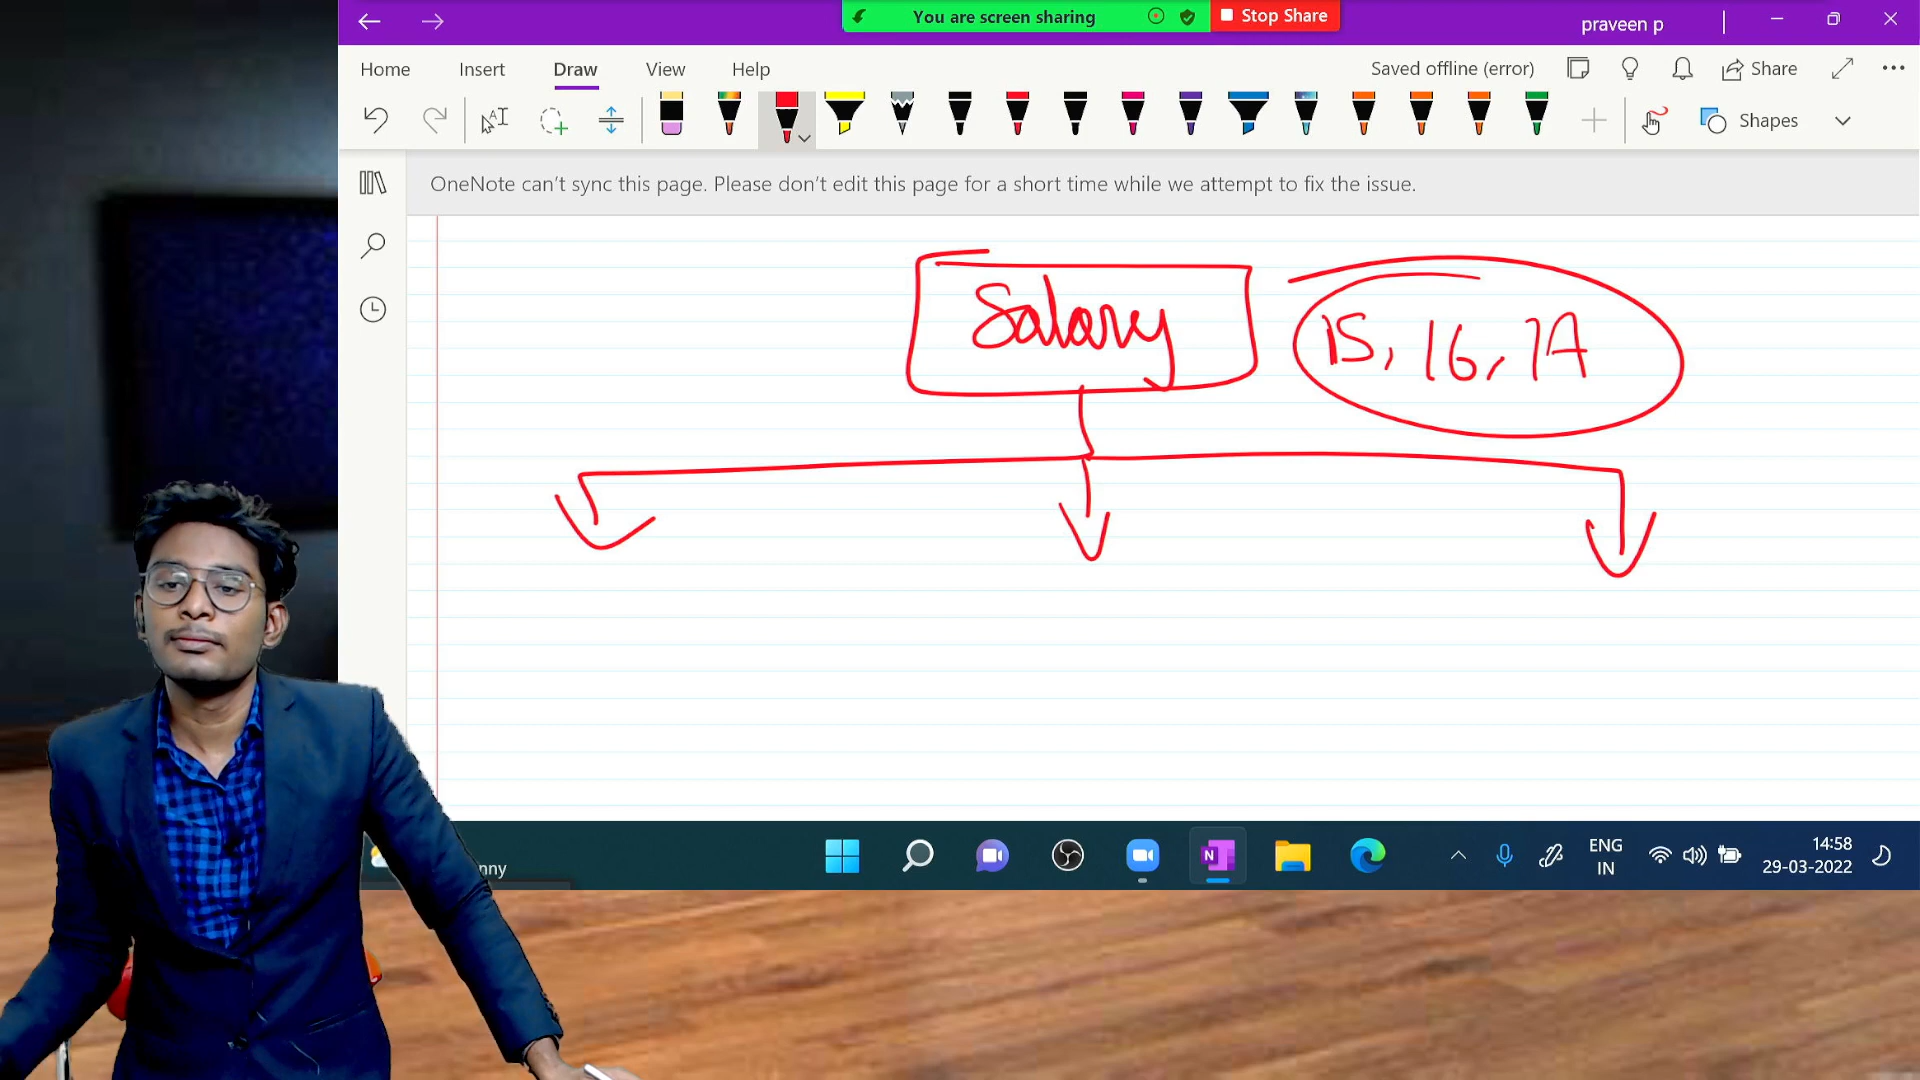 You are screen sharing
Stop Share
praveen p
Home Insert Draw View Help
Saved offline (error)
Share
Shapes
OneNote can't sync this page. Please don't edit this page for a short time while we attempt to fix the issue.
Salary
15, 16, 17
nny
ENG
IN
14:58
29-03-2022